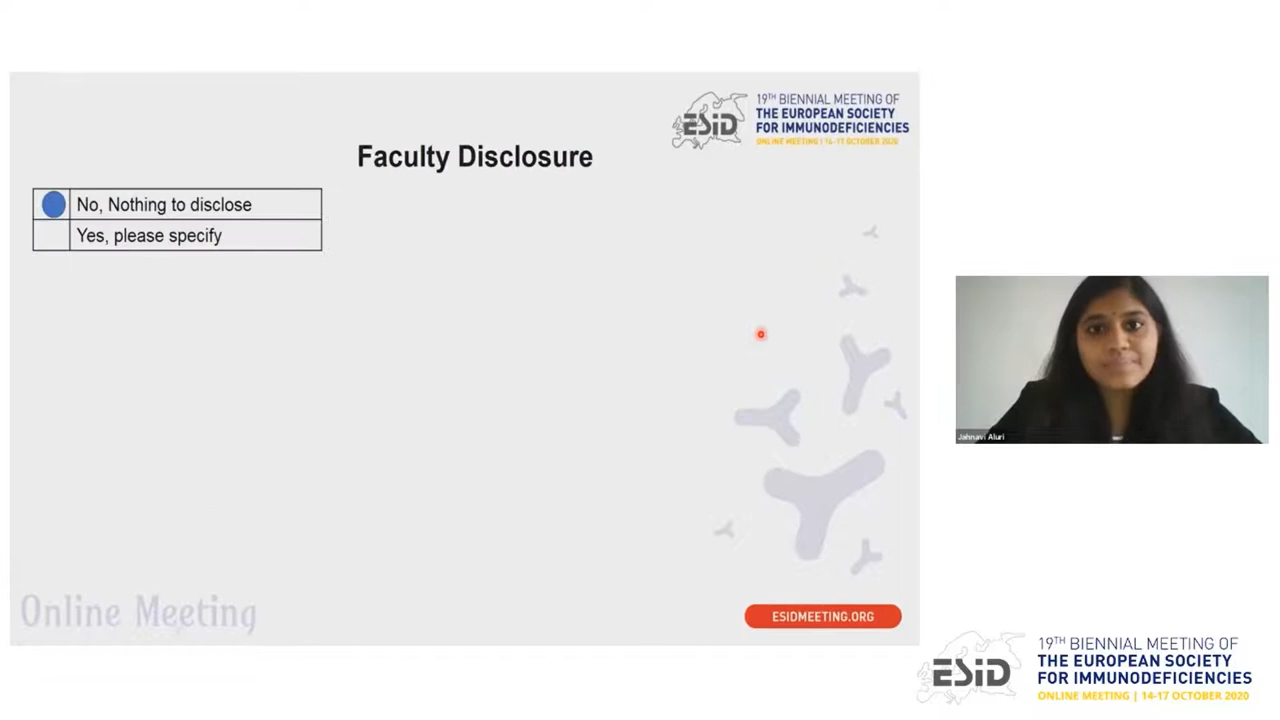 19TH BIENNIAL MEETING OF
THE EUROPEAN SOCIETY
FOR IMMUNODEFICIENCIES
ONLINE MEETING | 14-17 OCTOBER 2020
ESID
Faculty Disclosure
No, Nothing to disclose
Yes, please specify
Jahnavi Aluri
Online Meeting
ESIDMEETING.ORG
ESID
19TH BIENNIAL MEETING OF
THE EUROPEAN SOCIETY
FOR IMMUNODEFICIENCIES
ONLINE MEETING | 14-17 OCTOBER 2020